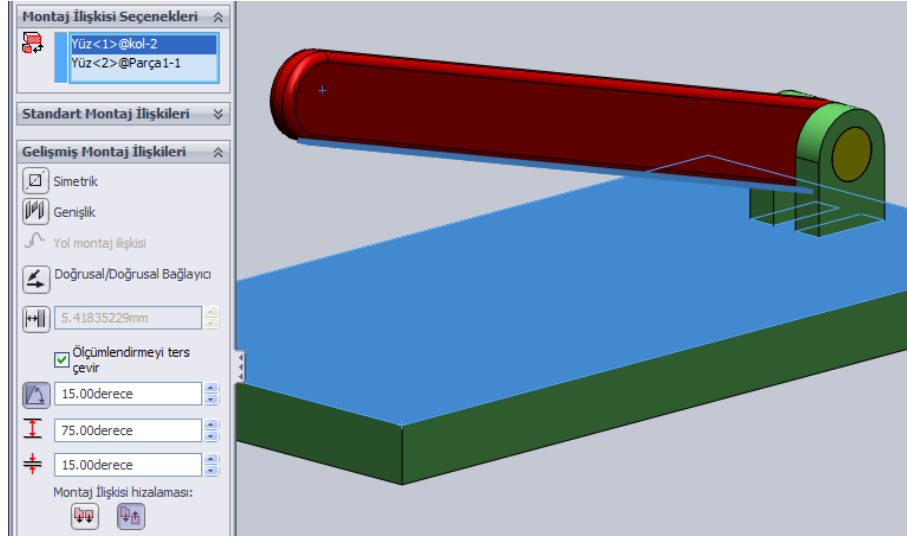 Montaj İlişkisi Seçenekleri
Yüz<1>@kol-2
Yüz<2>@Parça1-1
Standart Montaj İlişkileri
Gelişmiş Montaj İlişkileri
Simetrik
Genişlik
Yol montaj ilişkisi
Doğrusal/Doğrusal Bağlayıcı
5.41835229mm
Ölçümlendirmeyi ters
çevir
15.00derece
75.00derece
15.00derece
Montaj İlişkisi hizalaması: